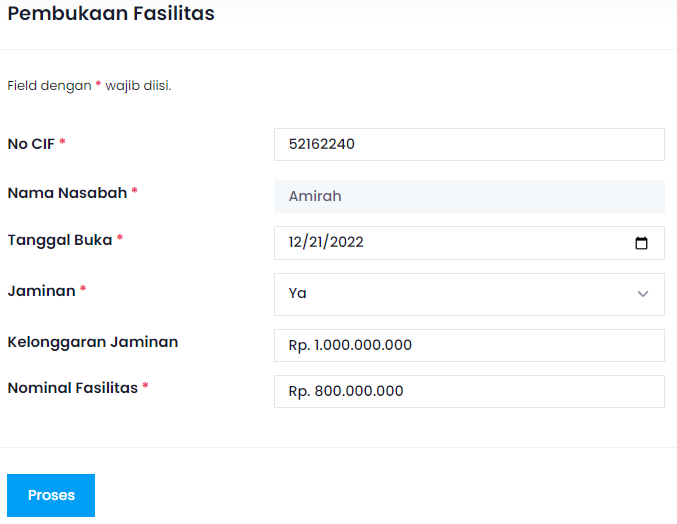 Pembukaan Fasilitas
Field dengan * wajib diisi.
No CIF * 52162240
Nama Nasabah * Amirah
Tanggal Buka * 12/21/2022
Jaminan * Ya
Kelonggaran Jaminan Rp. 1.000.000.000
Nominal Fasilitas * Rp. 800.000.000
Proses